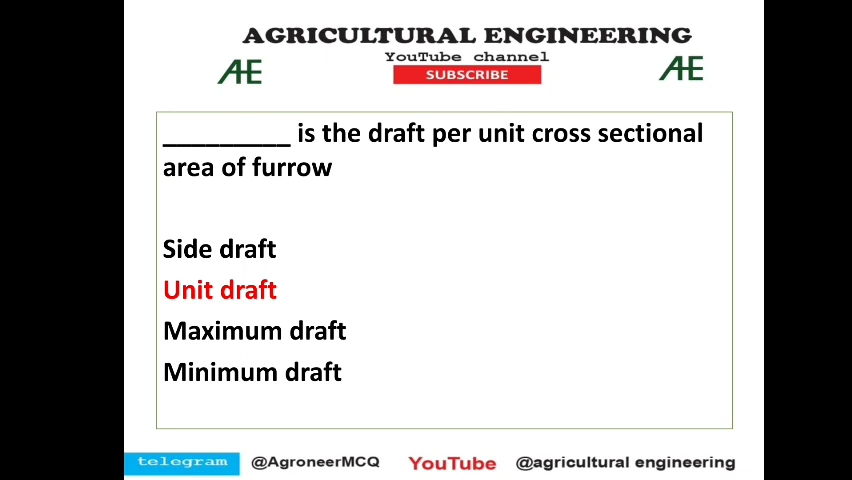 AGRICULTURAL ENGINEERING
YouTube channel
AE
SUBSCRIBE
AE
_________ is the draft per unit cross sectional
area of furrow
Side draft
Unit draft
Maximum draft
Minimum draft
telegram @AgroneerMCQ YouTube @agricultural engineering